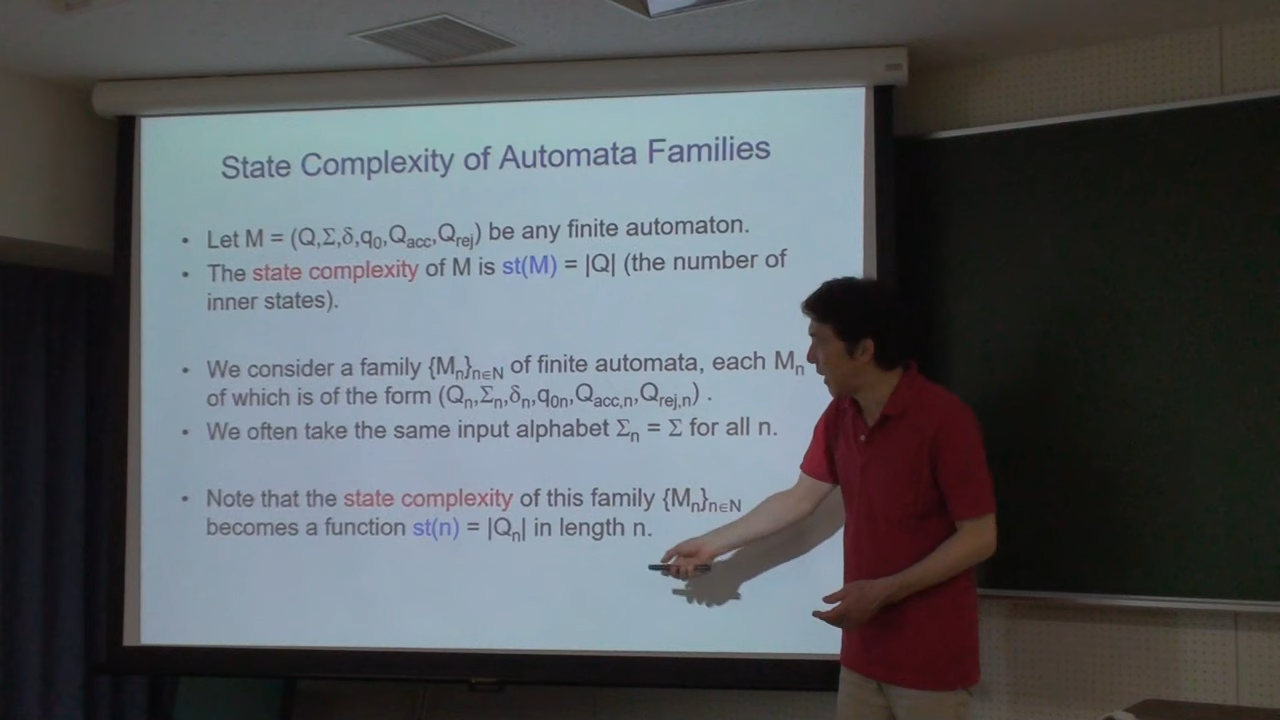 State Complexity of Automata Families
• Let M = (Q,Σ,δ,q₀,Qacc,Qrej) be any finite automaton.
• The state complexity of M is st(M) = |Q| (the number of
inner states).
• We consider a family {Mₙ}ₙ∈N of finite automata, each Mₙ
of which is of the form (Qₙ,Σₙ,δₙ,q₀ₙ,Qacc,n,Qrej,n) .
• We often take the same input alphabet Σₙ = Σ for all n.
• Note that the state complexity of this family {Mₙ}ₙ∈N
becomes a function st(n) = |Qₙ| in length n.